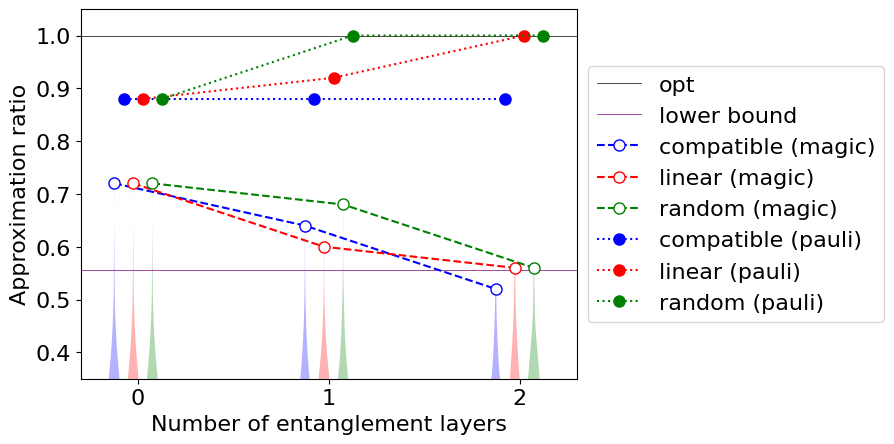 1.0
0.9
0.8
0.7
0.6
0.5
0.4
Approximation ratio
0 1 2
Number of entanglement layers
opt
lower bound
compatible (magic)
linear (magic)
random (magic)
compatible (pauli)
linear (pauli)
random (pauli)